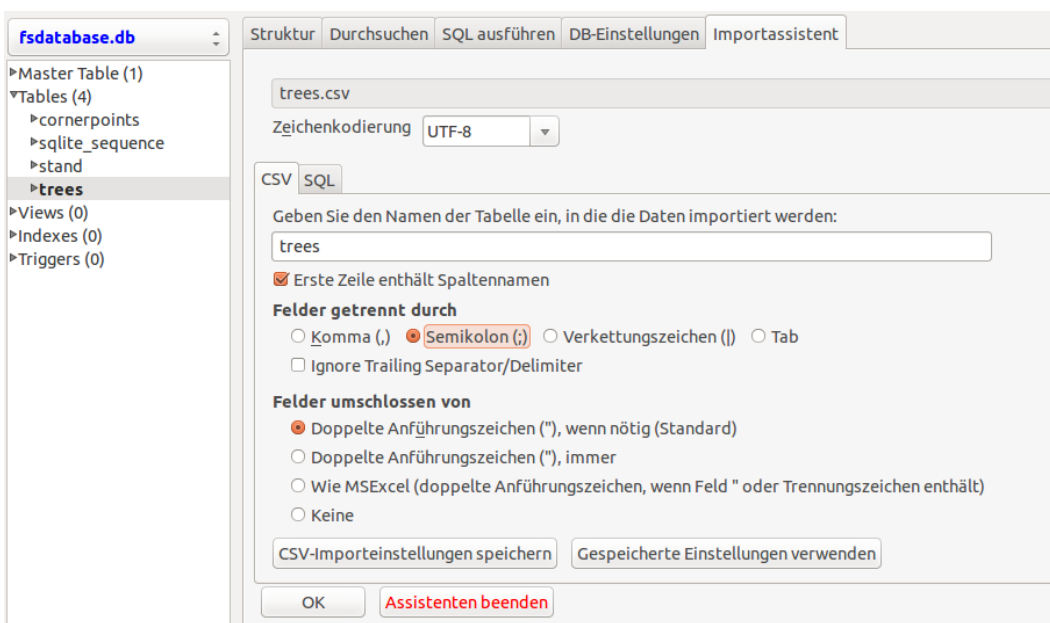 fsdatabase.db
Master Table (1)
Tables (4)
cornerpoints
sqlite_sequence
stand
trees
Views (0)
Indexes (0)
Triggers (0)
Struktur Durchsuchen SQL ausführen DB-Einstellungen Importassistent
trees.csv
Zeichenkodierung UTF-8
CSV SQL
Geben Sie den Namen der Tabelle ein, in die die Daten importiert werden:
trees
Erste Zeile enthält Spaltennamen
Felder getrennt durch
Komma (,) Semikolon (;) Verkettungszeichen (|) Tab
Ignore Trailing Separator/Delimiter
Felder umschlossen von
Doppelte Anführungszeichen ("), wenn nötig (Standard)
Doppelte Anführungszeichen ("), immer
Wie MSExcel (doppelte Anführungszeichen, wenn Feld " oder Trennungszeichen enthält)
Keine
CSV-Importeinstellungen speichern Gespeicherte Einstellungen verwenden
OK Assistenten beenden